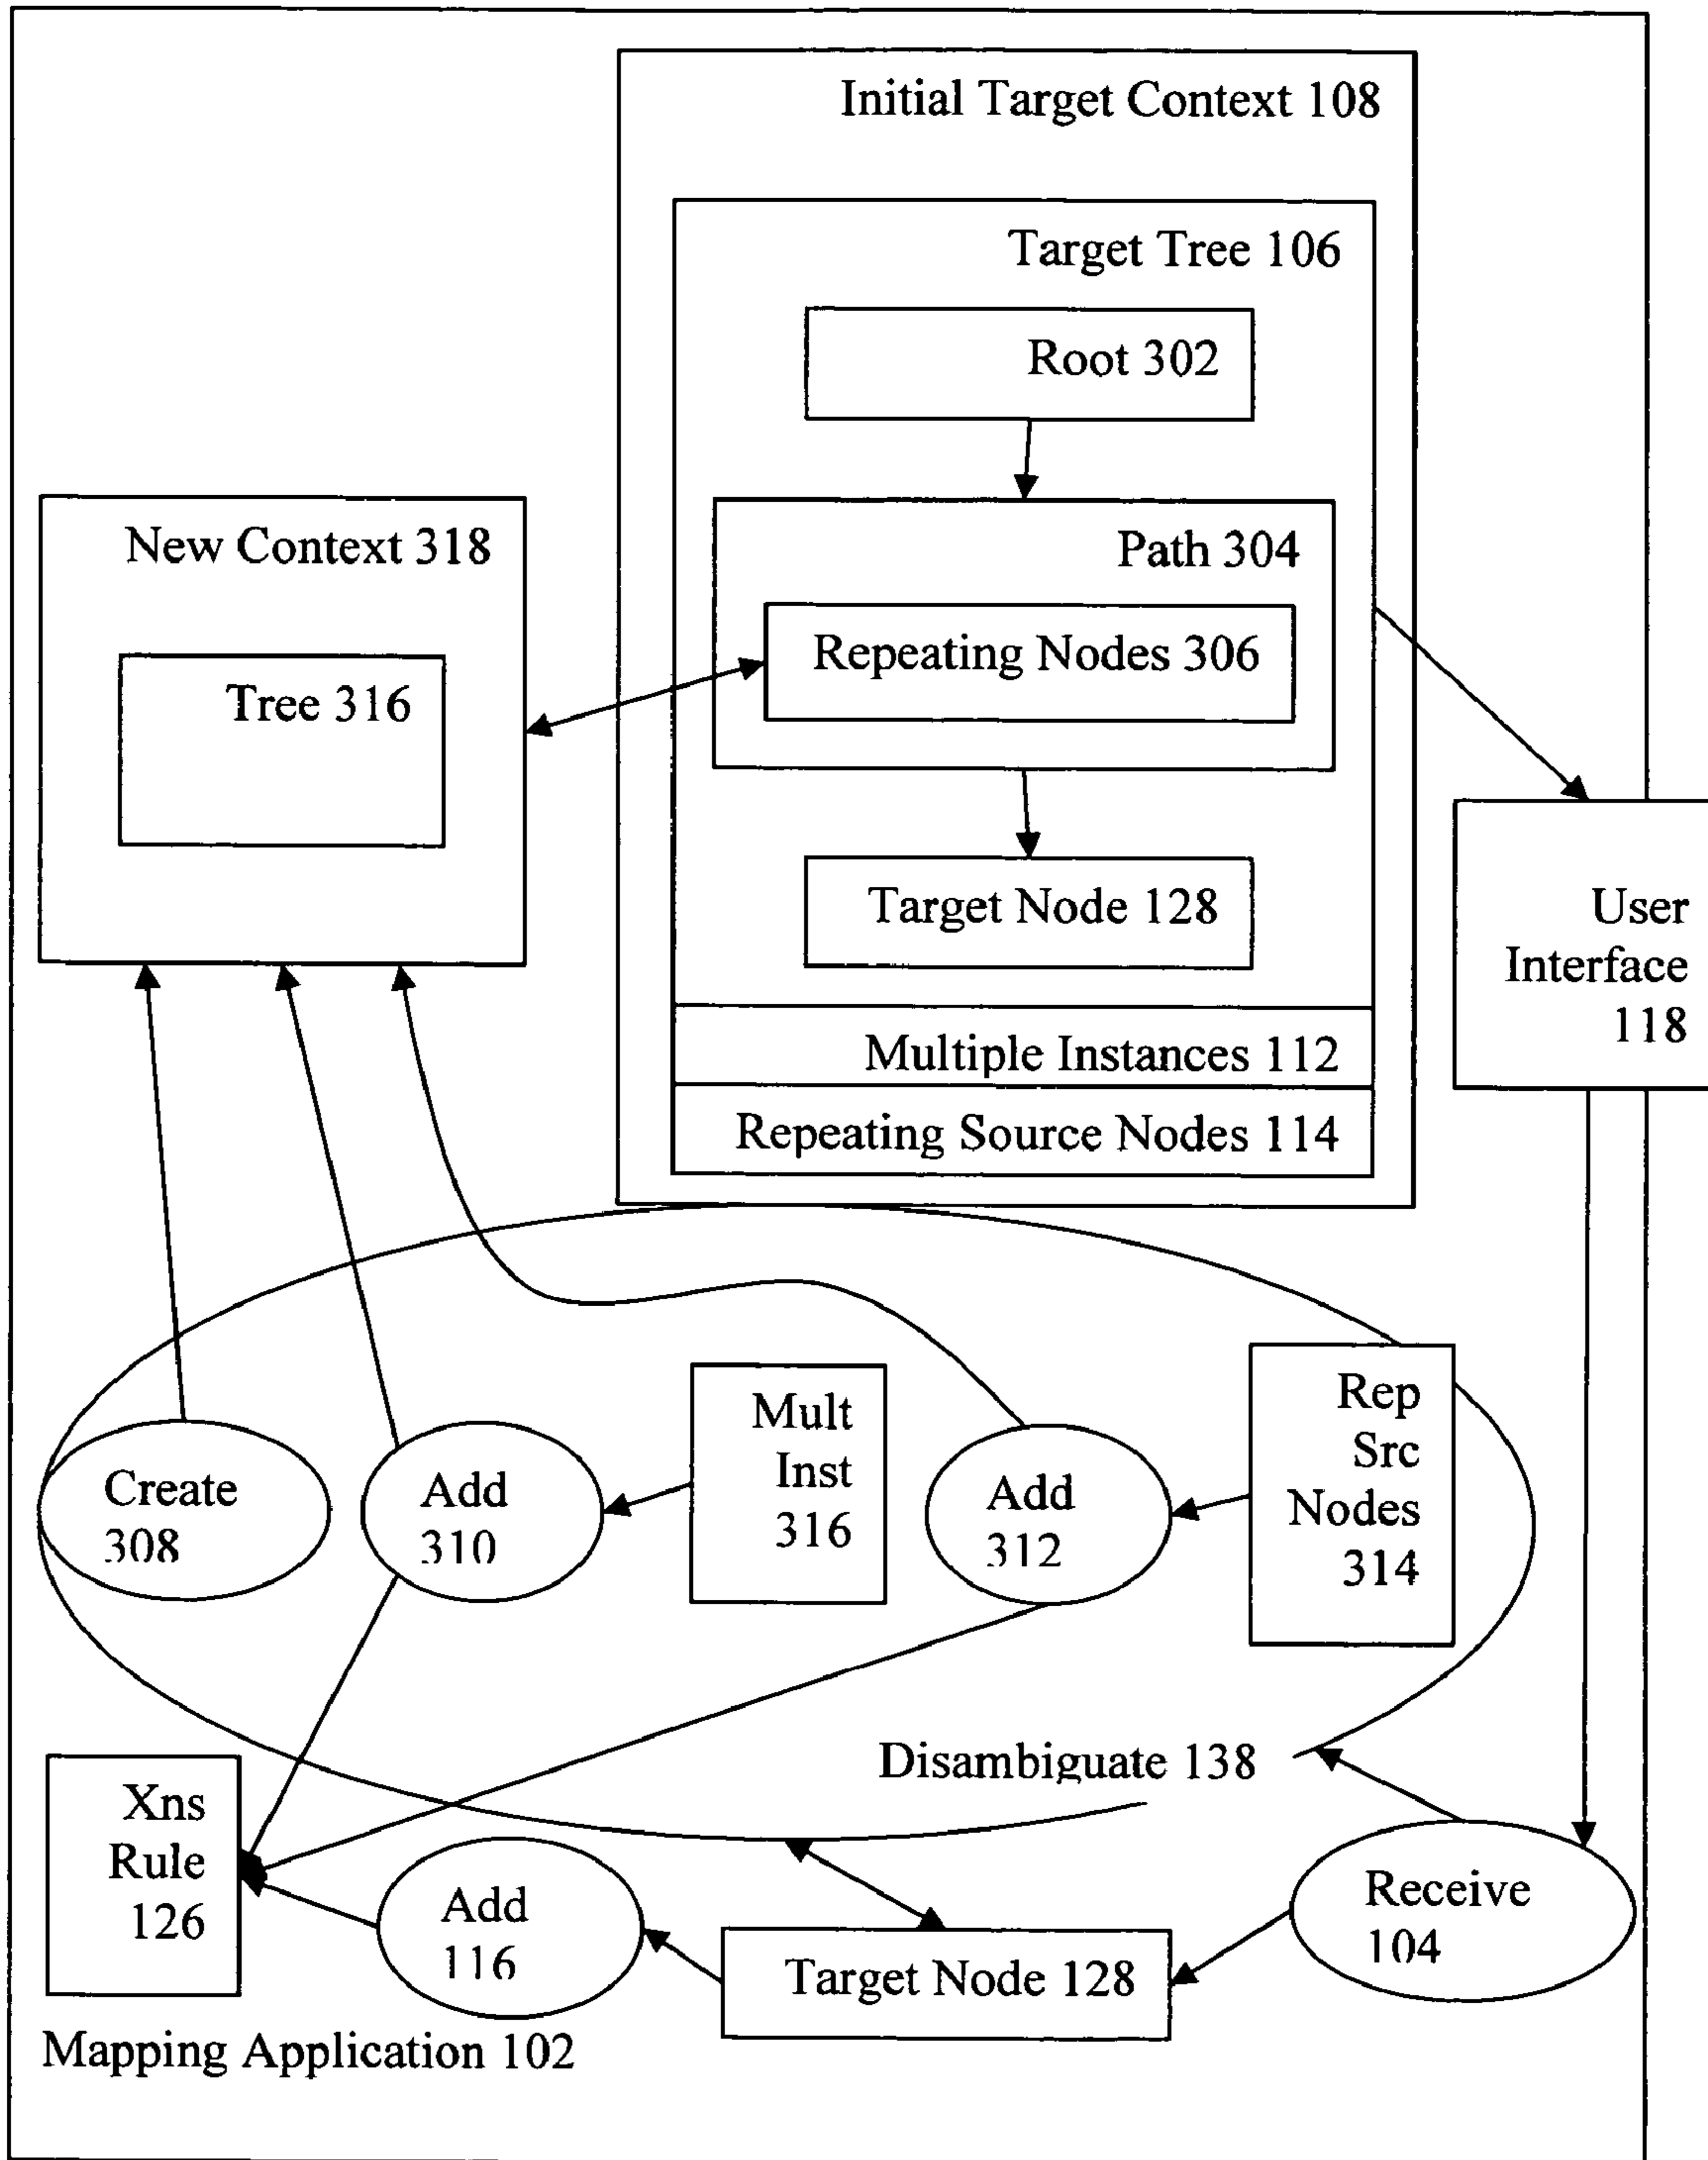 Initial Target Context 108
Target Tree 106
Root 302
New Context 318
Path 304
Tree 316
Repeating Nodes 306
Target Node 128
User
Interface
118
Multiple Instances 112
Repeating Source Nodes 114
Create
308
Add
310
Mult
Inst
316
Add
312
Rep
Src
Nodes
314
Disambiguate 138
Xns
Rule
126
Add
116
Target Node 128
Receive
104
Mapping Application 102